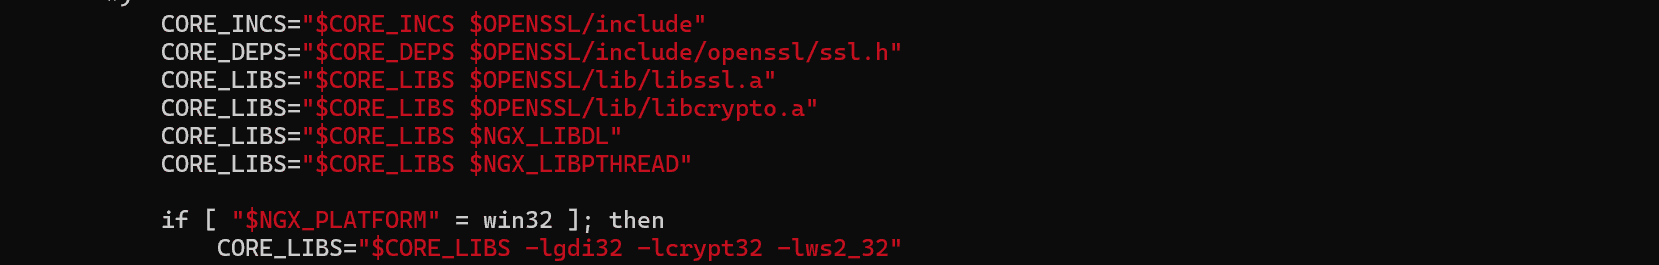 CORE_INCS="$CORE_INCS $OPENSSL/include"
CORE_DEPS="$CORE_DEPS $OPENSSL/include/openssl/ssl.h"
CORE_LIBS="$CORE_LIBS $OPENSSL/lib/libssl.a"
CORE_LIBS="$CORE_LIBS $OPENSSL/lib/libcrypto.a"
CORE_LIBS="$CORE_LIBS $NGX_LIBDL"
CORE_LIBS="$CORE_LIBS $NGX_LIBPTHREAD"
if [ "$NGX_PLATFORM" = win32 ]; then
CORE_LIBS="$CORE_LIBS -lgdi32 -lcrypt32 -lws2_32"